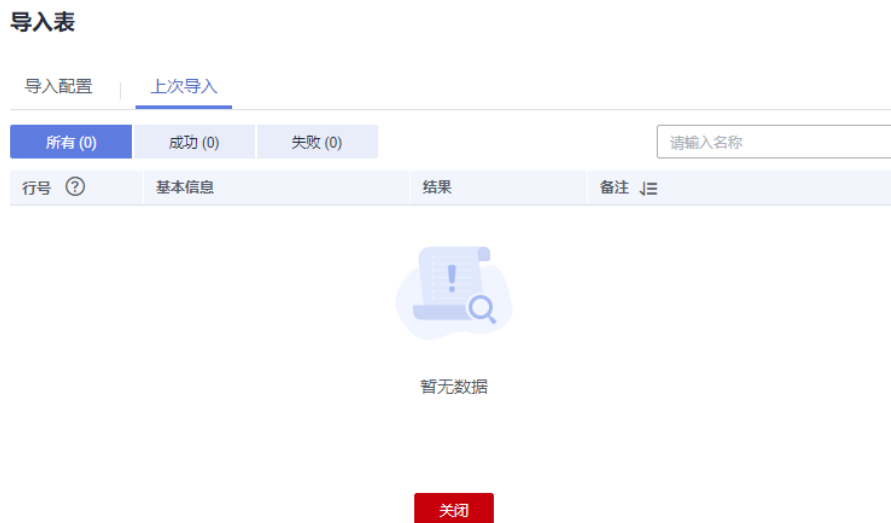 导入表
导入配置 上次导入
所有 (0) 成功 (0) 失败 (0) 请输入名称
行号 ? 基本信息 结果 备注
暂无数据
关闭